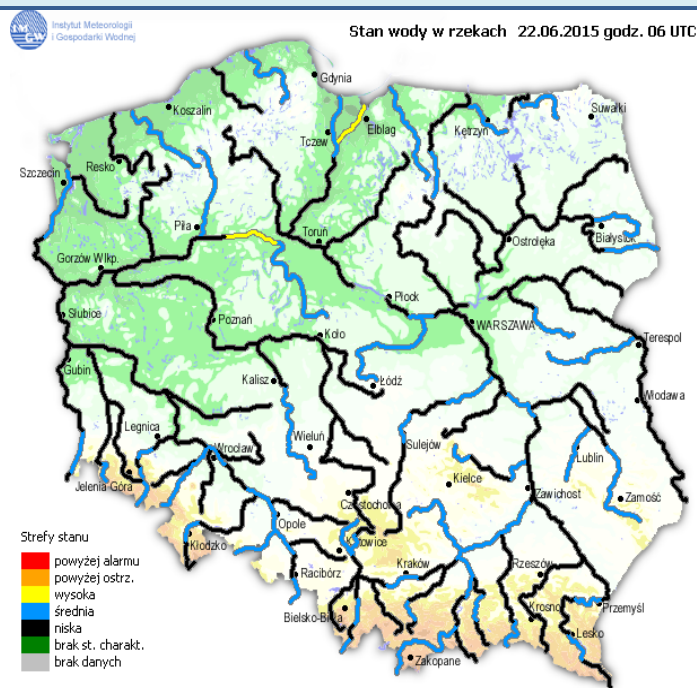 Instytut Meteorologii
i Gospodarki Wodnej
Stan wody w rzekach 22.06.2015 godz. 06 UTC
Gdynia
Koszalin
Suwałki
Elbląg
Kętrzyn
Tczew
Resko
Szczecin
Piła
Toruń
Białystok
Ostrołęka
Gorzów Wlkp.
Płock
Słubice
Poznań
WARSZAWA
Koło
Terespol
Gubin
Kalisz
Łódź
Włodawa
Legnica
Wieluń
Sulejów
Wrocław
Lublin
Kielce
Jelenia Góra
Zawichost
Zamość
Częstochowa
Opole
Strefy stanu
Kłodzko
Katowice
powyżej alarmu
Racibórz
Kraków
Rzeszów
powyżej ostrz.
wysoka
Krosno
Przemyśl
średnia
Bielsko-Biała
niska
Lesko
brak st. charakt.
Zakopane
brak danych